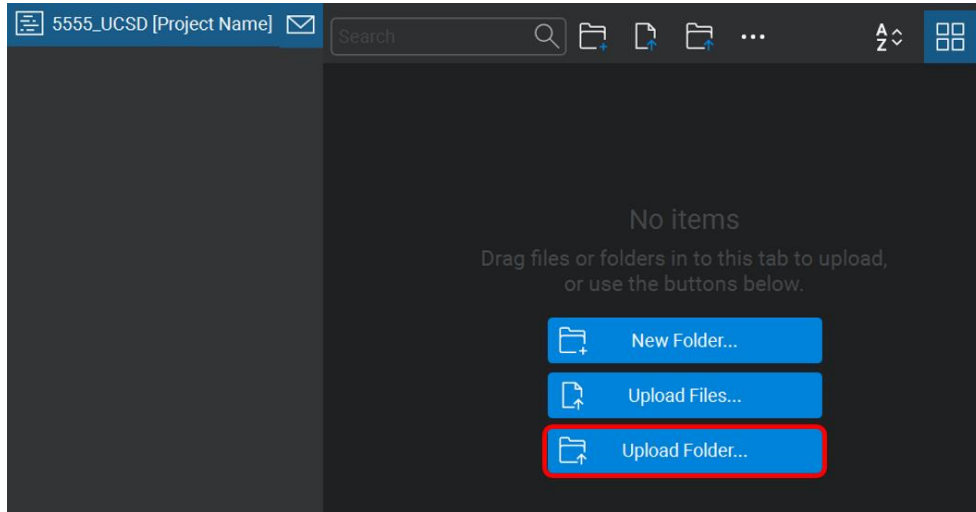 5555_UCSD [Project Name]
Search
A
Z
No items
Drag files or folders in to this tab to upload,
or use the buttons below.
New Folder...
Upload Files...
Upload Folder...